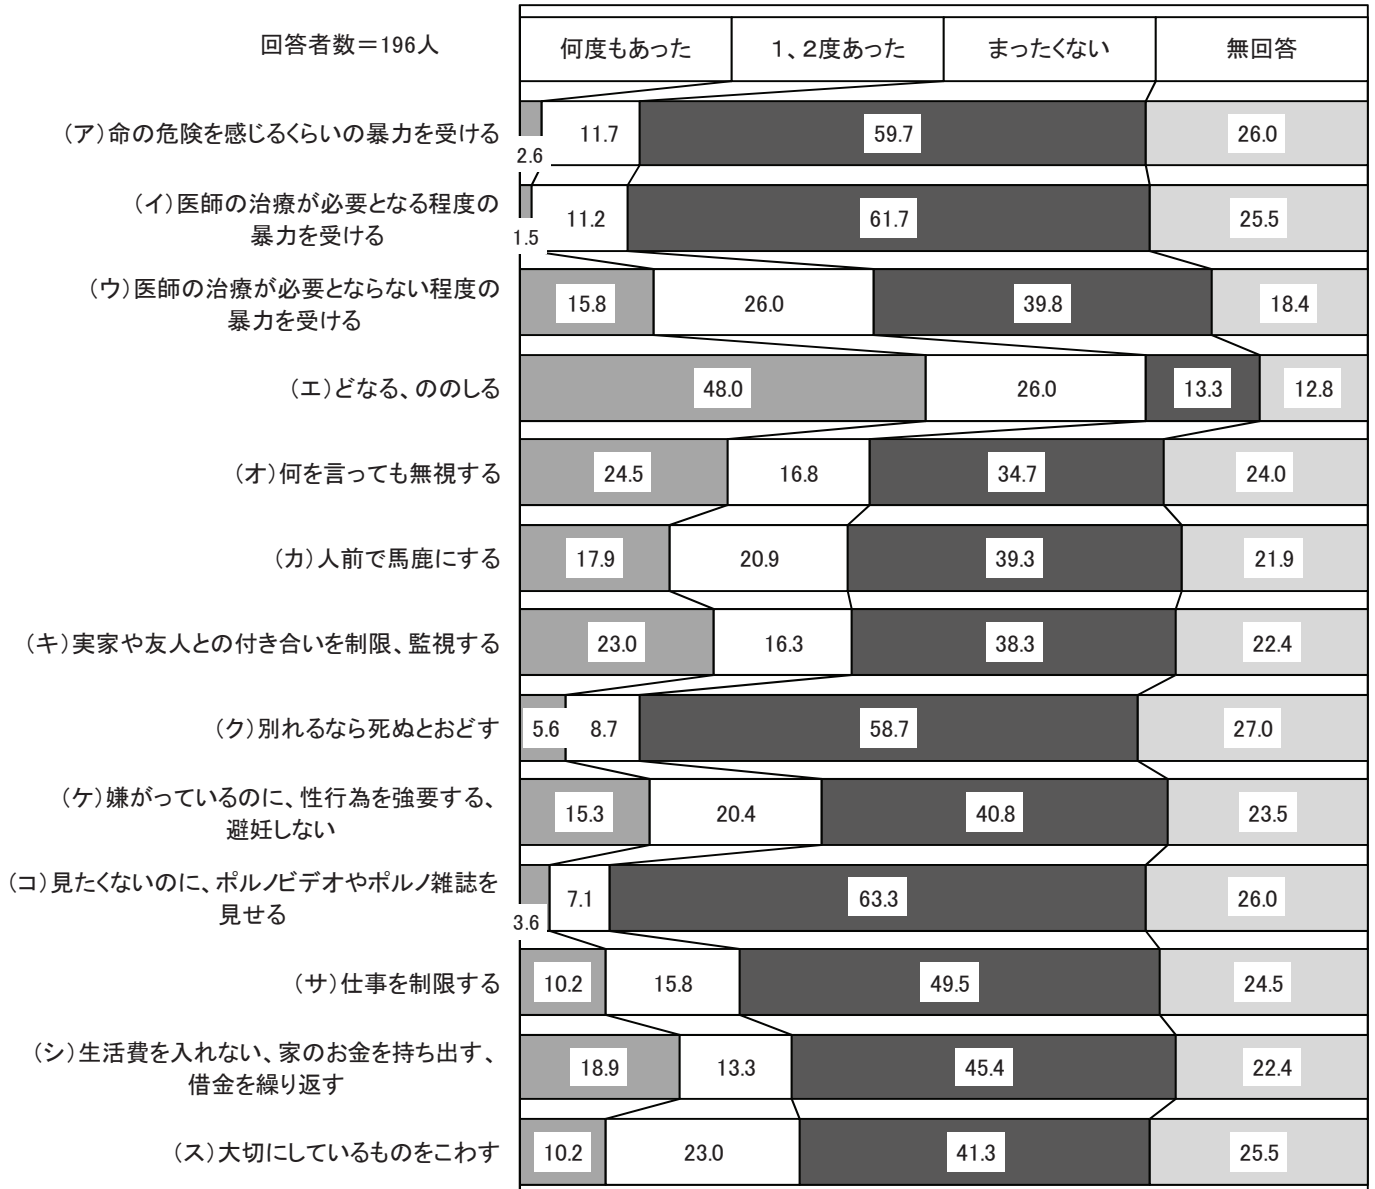 回答者数＝196人
何度もあった 1、2度あった まったくない 無回答
（ア）命の危険を感じるくらいの暴力を受ける
2.6 11.7 59.7 26.0
（イ）医師の治療が必要となる程度の
暴力を受ける
1.5 11.2 61.7 25.5
（ウ）医師の治療が必要とならない程度の
暴力を受ける
15.8 26.0 39.8 18.4
（エ）どなる、ののしる
48.0 26.0 13.3 12.8
（オ）何を言っても無視する
24.5 16.8 34.7 24.0
（カ）人前で馬鹿にする
17.9 20.9 39.3 21.9
（キ）実家や友人との付き合いを制限、監視する
23.0 16.3 38.3 22.4
（ク）別れるなら死ぬとおどす
5.6 8.7 58.7 27.0
（ケ）嫌がっているのに、性行為を強要する、
避妊しない
15.3 20.4 40.8 23.5
（コ）見たくないのに、ポルノビデオやポルノ雑誌を
見せる
3.6 7.1 63.3 26.0
（サ）仕事を制限する
10.2 15.8 49.5 24.5
（シ）生活費を入れない、家のお金を持ち出す、
借金を繰り返す
18.9 13.3 45.4 22.4
（ス）大切にしているものをこわす
10.2 23.0 41.3 25.5